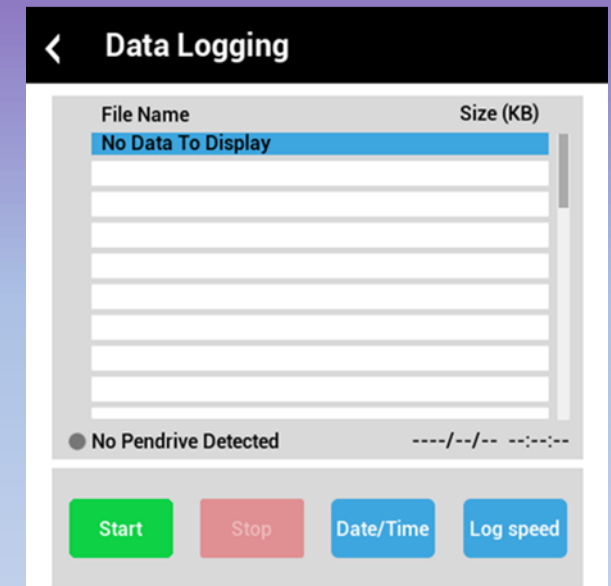 Data Logging
File Name Size (KB)
No Data To Display
No Pendrive Detected ----/--/-- --:--:--
Start Stop Date/Time Log speed